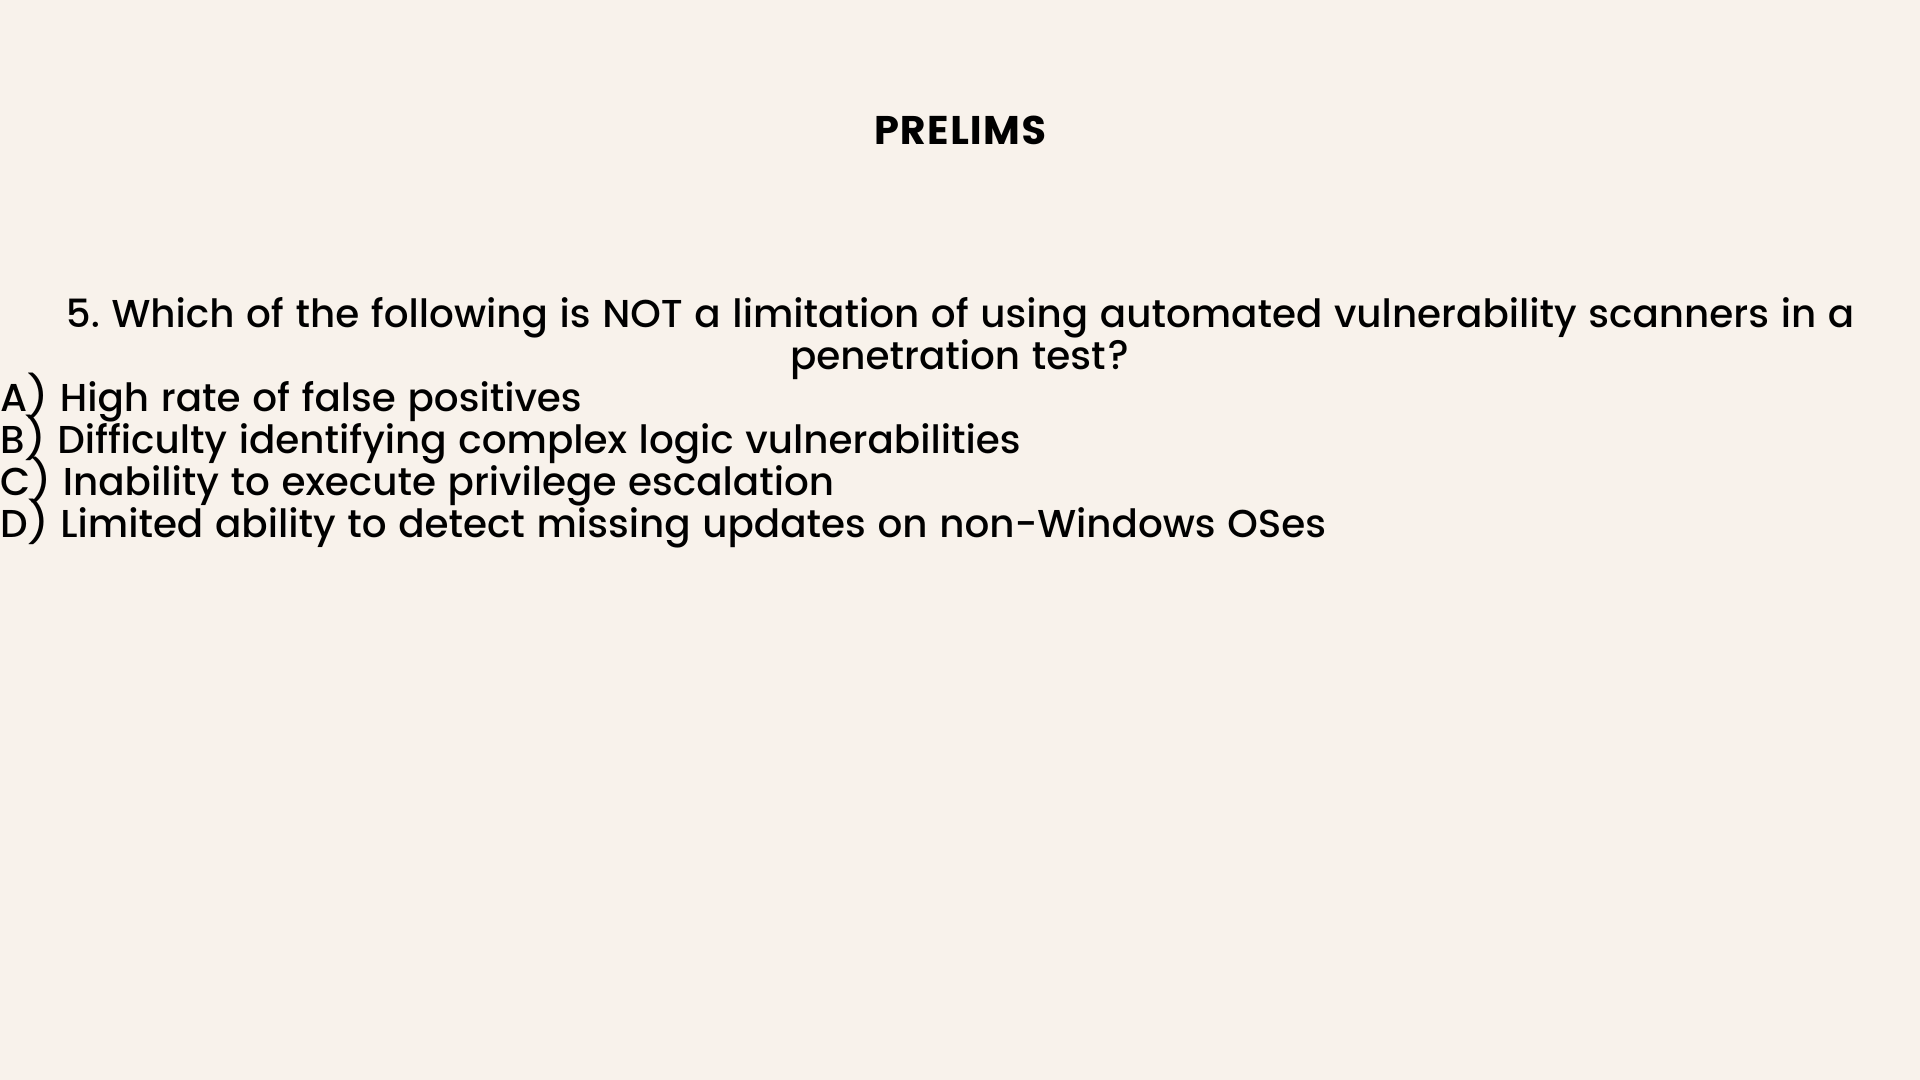 PRELIMS
5. Which of the following is NOT a limitation of using automated vulnerability scanners in a
penetration test?
A) High rate of false positives
B) Difficulty identifying complex logic vulnerabilities
C) Inability to execute privilege escalation
D) Limited ability to detect missing updates on non-Windows OSes